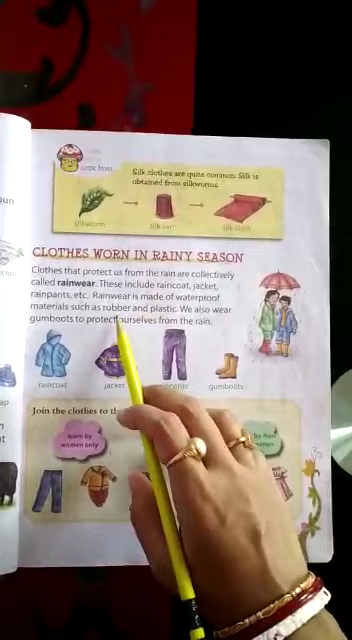 come from
Silk clothes are quite common. Silk is
obtained from silkworms.
silkworm
silk yarn
silk cloth
CLOTHES WORN IN RAINY SEASON
Clothes that protect us from the rain are collectively
called rainwear. These include raincoat, jacket,
rainpants, etc. Rainwear is made of waterproof
materials such as rubber and plastic. We also wear
gumboots to protect ourselves from the rain.
raincoat
jacket
gumboots
Join the clothes to
worn by
women only